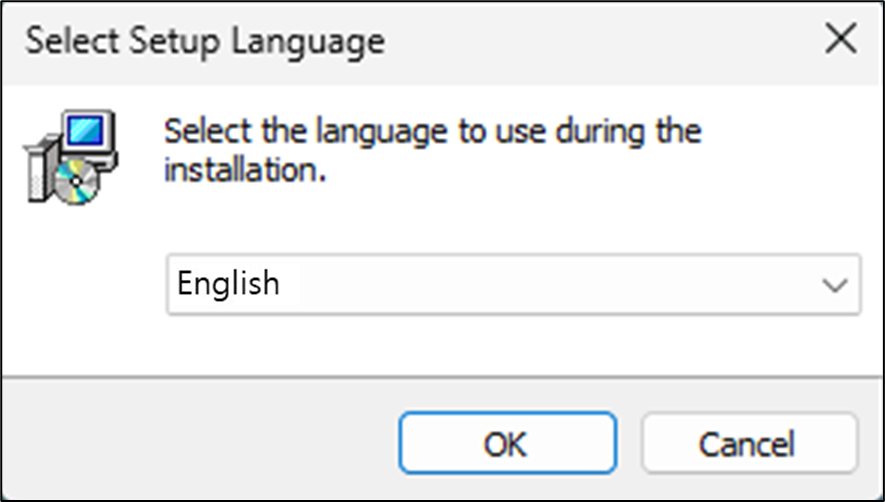 Select Setup Language
Select the language to use during the
installation.
English
OK
Cancel